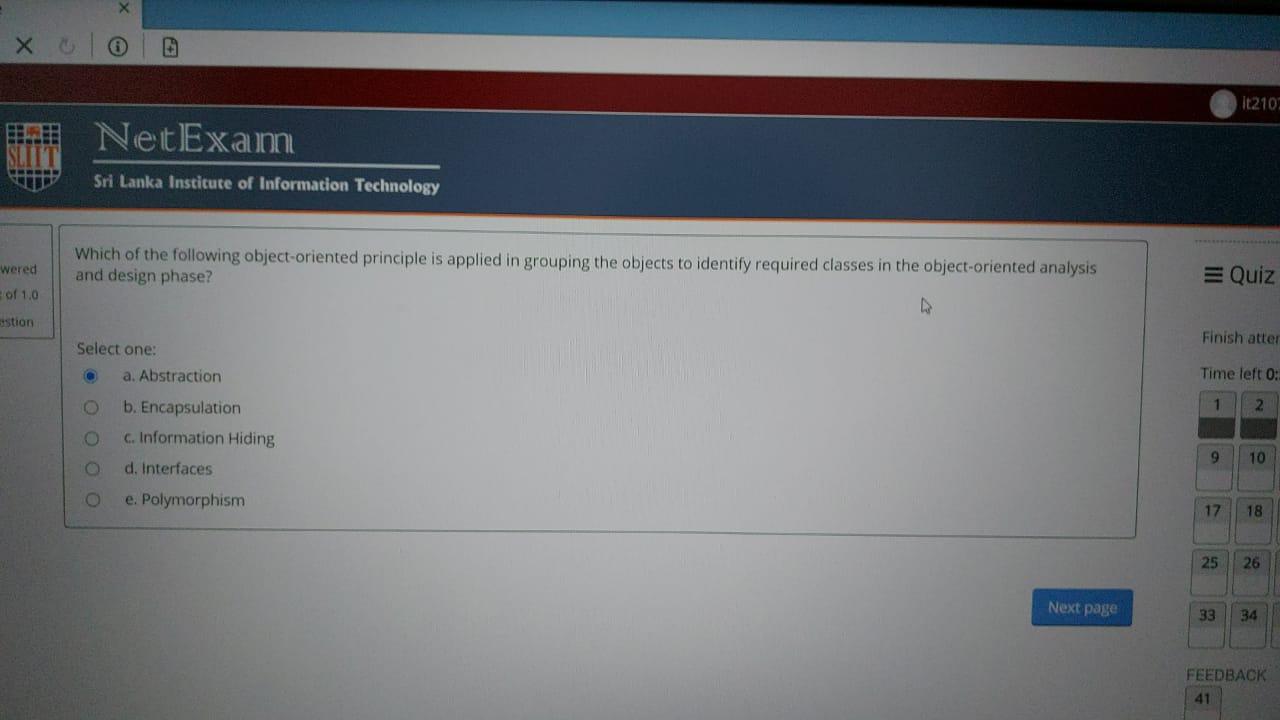 it210
SLIIT
NetExam
Sri Lanka Institute of Information Technology
wered
of 1.0
estion
Which of the following object-oriented principle is applied in grouping the objects to identify required classes in the object-oriented analysis
and design phase?
Select one:
a. Abstraction
b. Encapsulation
c. Information Hiding
d. Interfaces
e. Polymorphism
Next page
Quiz
Finish atter
Time left 0:
1 2
9 10
17 18
25 26
33 34
FEEDBACK
41